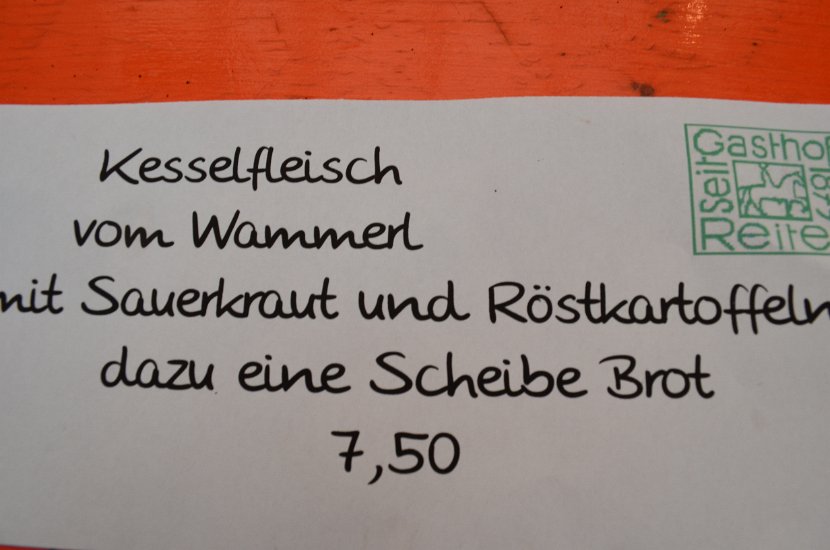 Kesselfleisch
vom Wammerl
mit Sauerkraut und Röstkartoffeln
dazu eine Scheibe Brot
7,50
Gasthof
seit
Reite